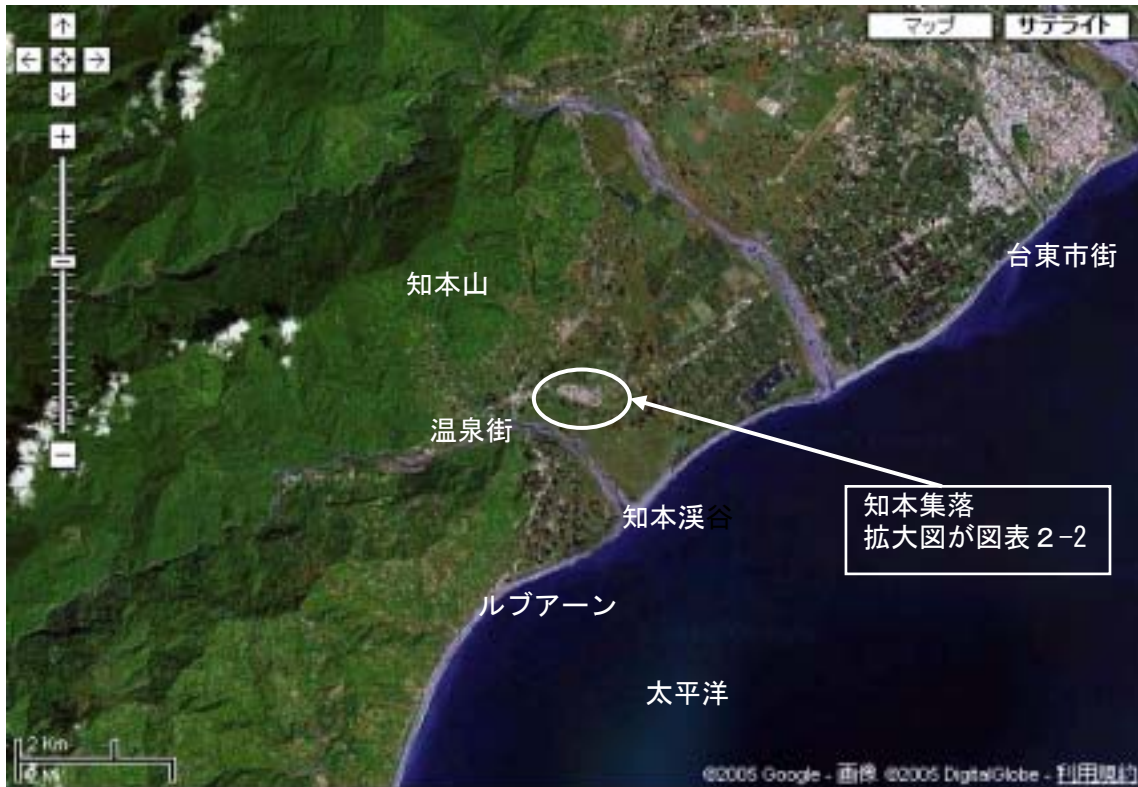 マップ
サテライト
台東市街
知本山
温泉街
知本渓谷
知本集落
拡大図が図表２-2
ルブアーン
太平洋
2 Km
©2005 Google - 画像 ©2005 DigitalGlobe - 利用規約